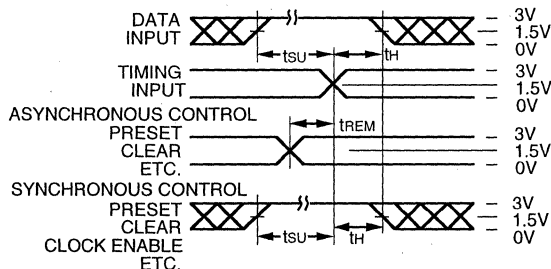 DATA
INPUT
3V
1.5V
0V
tSU
tH
TIMING
INPUT
3V
1.5V
0V
ASYNCHRONOUS CONTROL
tREM
PRESET
CLEAR
ETC.
3V
1.5V
0V
SYNCHRONOUS CONTROL
PRESET
CLEAR
CLOCK ENABLE
ETC.
3V
1.5V
0V
tSU
tH